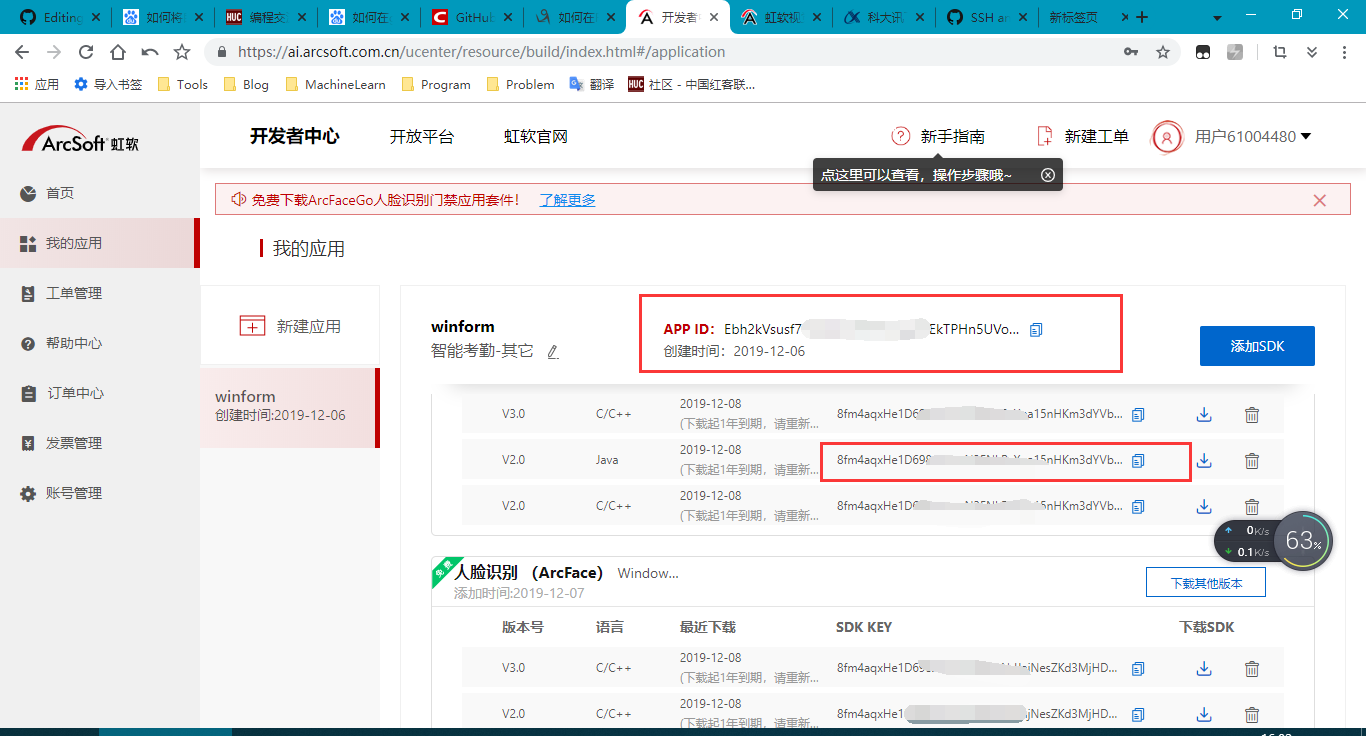 Editing
如何将
HUC 编程交
如何在
GitHub
如何在
开发者
虹软视
科大讯
SSH a
新标签页
https://ai.arcsoft.com.cn/ucenter/resource/build/index.html#/application
应用
导入书签
Tools
Blog
MachineLearn
Program
Problem
翻译
HUC 社区 - 中国红客联...
ArcSoft 虹软
开发者中心
开放平台
虹软官网
新手指南
新建工单
用户61004480
点这里可以查看，操作步骤哦~
首页
我的应用
工单管理
帮助中心
订单中心
发票管理
账号管理
免费下载ArcFaceGo人脸识别门禁应用套件！ 了解更多
我的应用
新建应用
winform
创建时间:2019-12-06
winform
智能考勤-其它
APP ID： Ebh2kVsusf7 EkTPHn5UVo...
创建时间：2019-12-06
添加SDK
V3.0 C/C++ 2019-12-08 8fm4aqxHe1D6 a15nHKm3dYVb...
(下载起1年到期，请重新...
V2.0 Java 2019-12-08 8fm4aqxHe1D698 15nHKm3dYVb...
(下载起1年到期，请重新...
V2.0 C/C++ 2019-12-08 8fm4aqxHe1D 15nHKm3dYVb...
(下载起1年到期，请重新...
0K/s
0.1K/s
63%
免费
人脸识别 （ArcFace） Window...
添加时间:2019-12-07
下载其他版本
版本号 语言 最近下载 SDK KEY 下载SDK
V3.0 C/C++ 2019-12-08 8fm4aqxHe1D69 jNesZKd3MjHD...
(下载起1年到期，请重新...
V2.0 C/C++ 2019-12-08 8fm4aqxHe1 jNesZKd3MjHD...
(下载起1年到期，请重新...